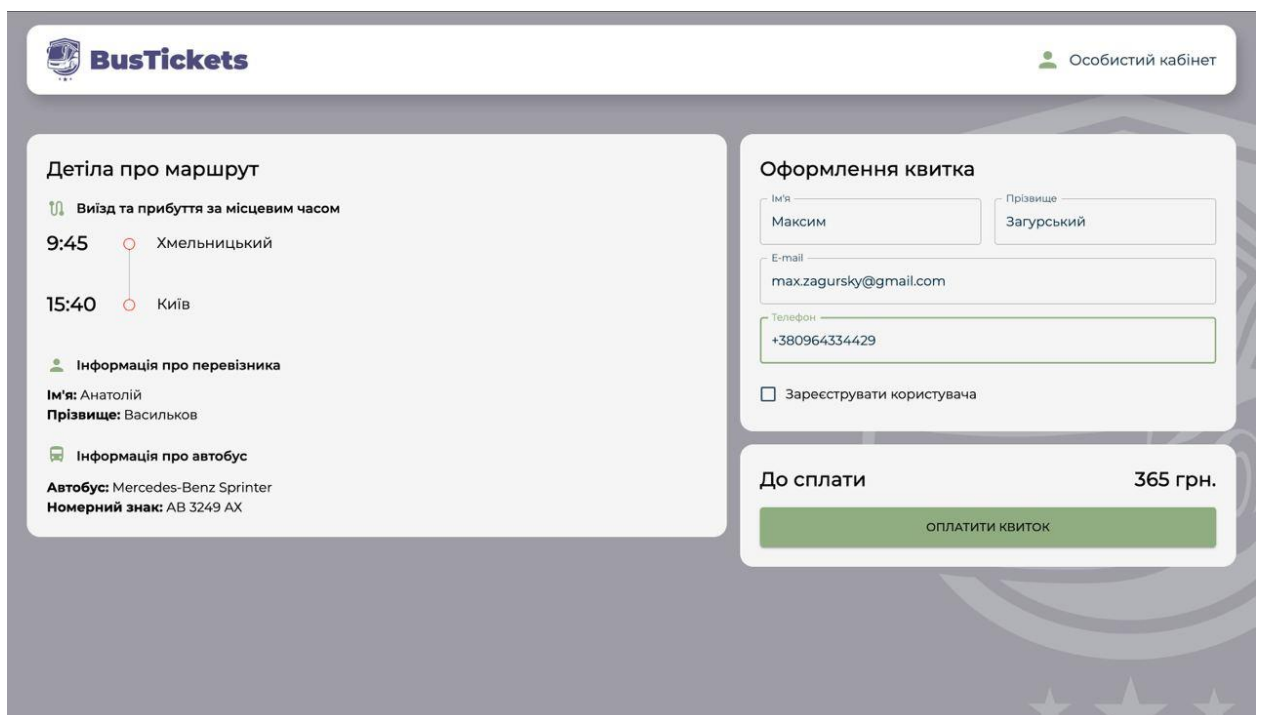 BusTickets
Особистий кабінет
Детіла про маршрут
Виїзд та прибуття за місцевим часом
9:45 Хмельницький
15:40 Київ
Інформація про перевізника
Ім'я: Анатолій
Прізвище: Васильков
Інформація про автобус
Автобус: Mercedes-Benz Sprinter
Номерний знак: AB 3249 AX
Оформлення квитка
Ім'я
Максим
Прізвище
Загурський
E-mail
max.zagursky@gmail.com
Телефон
+380964334429
Зареєструвати користувача
До сплати 365 грн.
ОПЛАТИТИ КВИТОК